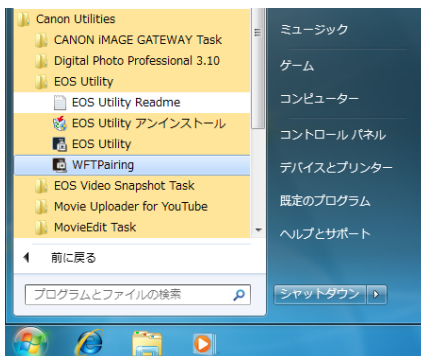 Canon Utilities
CANON iMAGE GATEWAY Task
Digital Photo Professional 3.10
EOS Utility
EOS Utility Readme
EOS Utility アンインストール
EOS Utility
WFTPairing
EOS Video Snapshot Task
Movie Uploader for YouTube
MovieEdit Task
前に戻る
プログラムとファイルの検索
ミュージック
ゲーム
コンピューター
コントロール パネル
デバイスとプリンター
既定のプログラム
ヘルプとサポート
シャットダウン